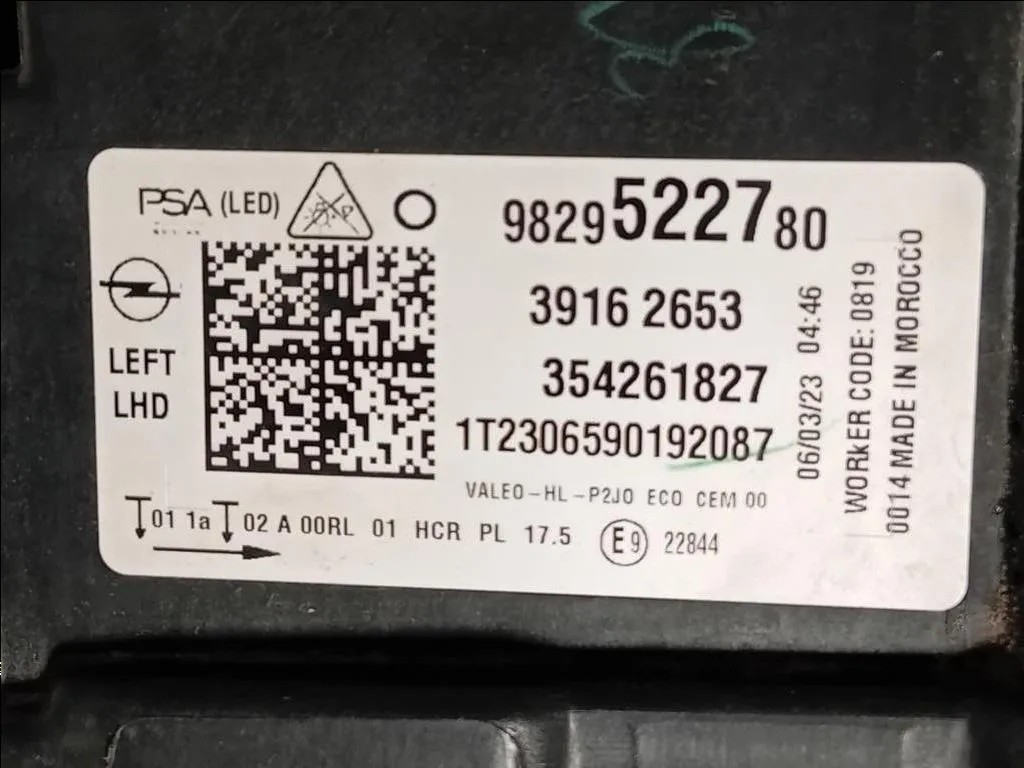 PSA (LED)
9829522780
LEFT
LHD
3916 2653
354261827
1T2306590192087
VALEO-HL-P2JO ECO CEM 00
01 1a 02 A 00RL 01 HCR PL 17.5 E9 22844
06/03/23 04:46
WORKER CODE: 0819
0014 MADE IN MOROCCO